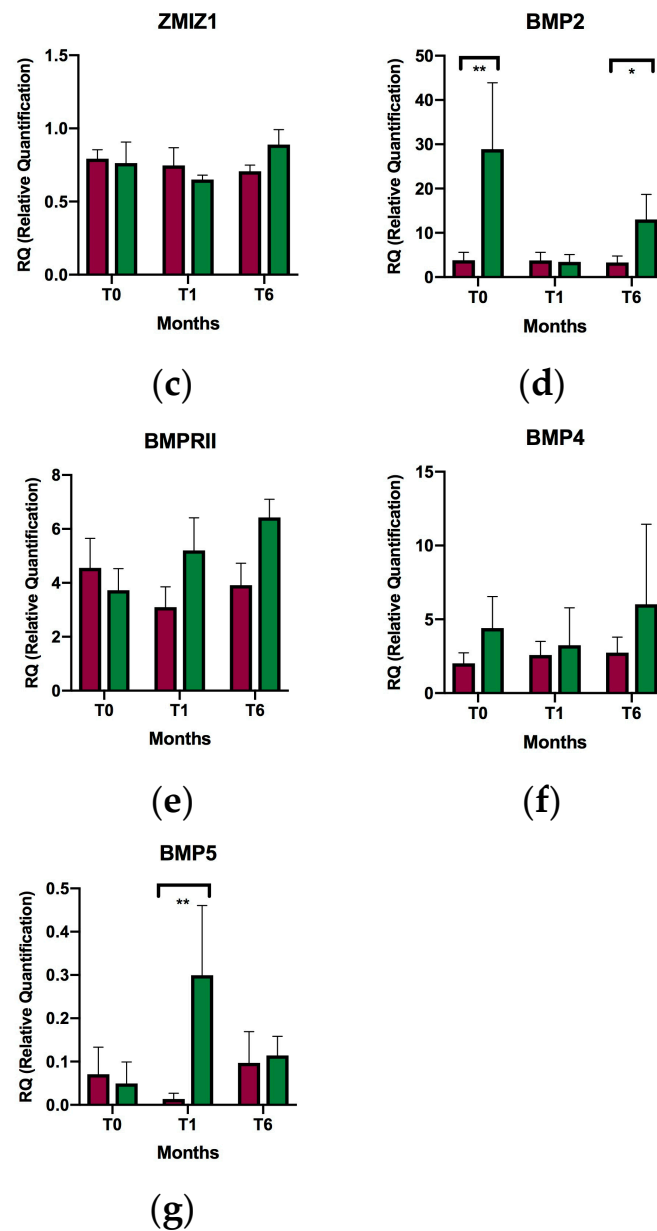 ZMIZ1
RQ (Relative Quantification)
1.5
1.0
0.5
0.0
T0 T1 T6
Months
(c)
BMP2
RQ (Relative Quantification)
50
40
30
20
10
0
** *
T0 T1 T6
Months
(d)
BMPRII
RQ (Relative Quantification)
8
6
4
2
0
T0 T1 T6
Months
(e)
BMP4
RQ (Relative Quantification)
15
10
5
0
T0 T1 T6
Months
(f)
BMP5
RQ (Relative Quantification)
0.5
0.4
0.3
0.2
0.1
0.0
**
T0 T1 T6
Months
(g)